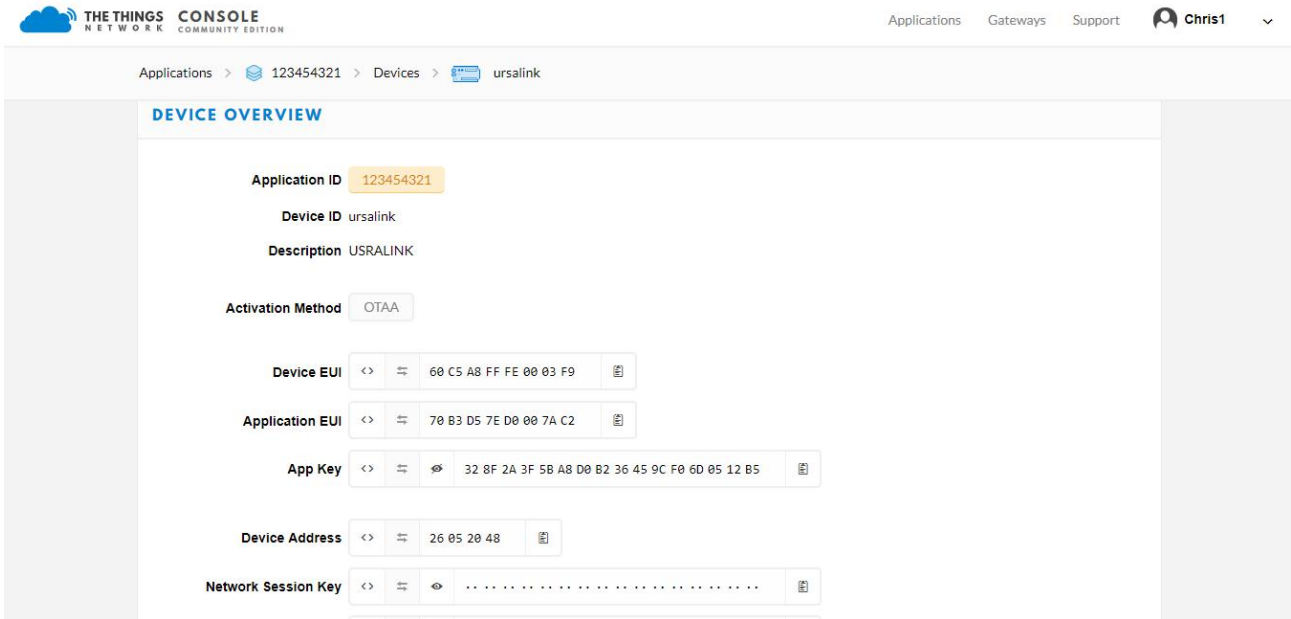 THE THINGS NETWORK CONSOLE COMMUNITY EDITION
Applications Gateways Support Chris1
Applications > 123454321 > Devices > ursalink
DEVICE OVERVIEW
Application ID 123454321
Device ID ursalink
Description USRALINK
Activation Method OTAA
Device EUI <> 60 C5 A8 FF FE 00 03 F9
Application EUI <> 70 B3 D5 7E D0 00 7A C2
App Key <> 32 8F 2A 3F 5B A8 D0 B2 36 45 9C F0 6D 05 12 B5
Device Address <> 26 05 20 48
Network Session Key <> .. .. .. .. .. .. .. .. .. .. .. .. .. .. .. ..